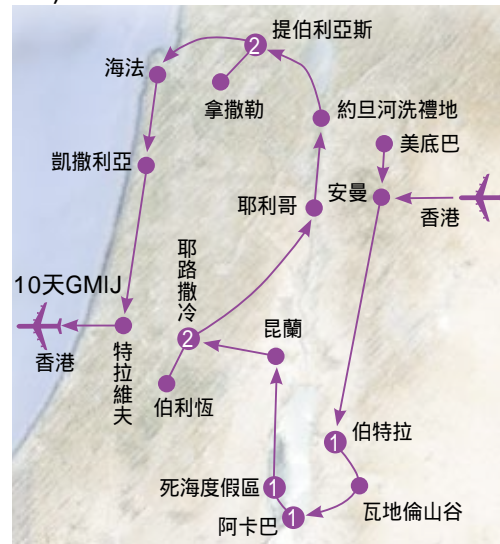 提伯利亞斯
2
海法
拿撒勒
約旦河洗禮地
美底巴
凱撒利亞
安曼
耶利哥
香港
耶路撒冷
10天GMIJ
2
昆蘭
香港
特拉維夫
伯利恆
1
伯特拉
死海度假區
1
瓦地倫山谷
阿卡巴
1